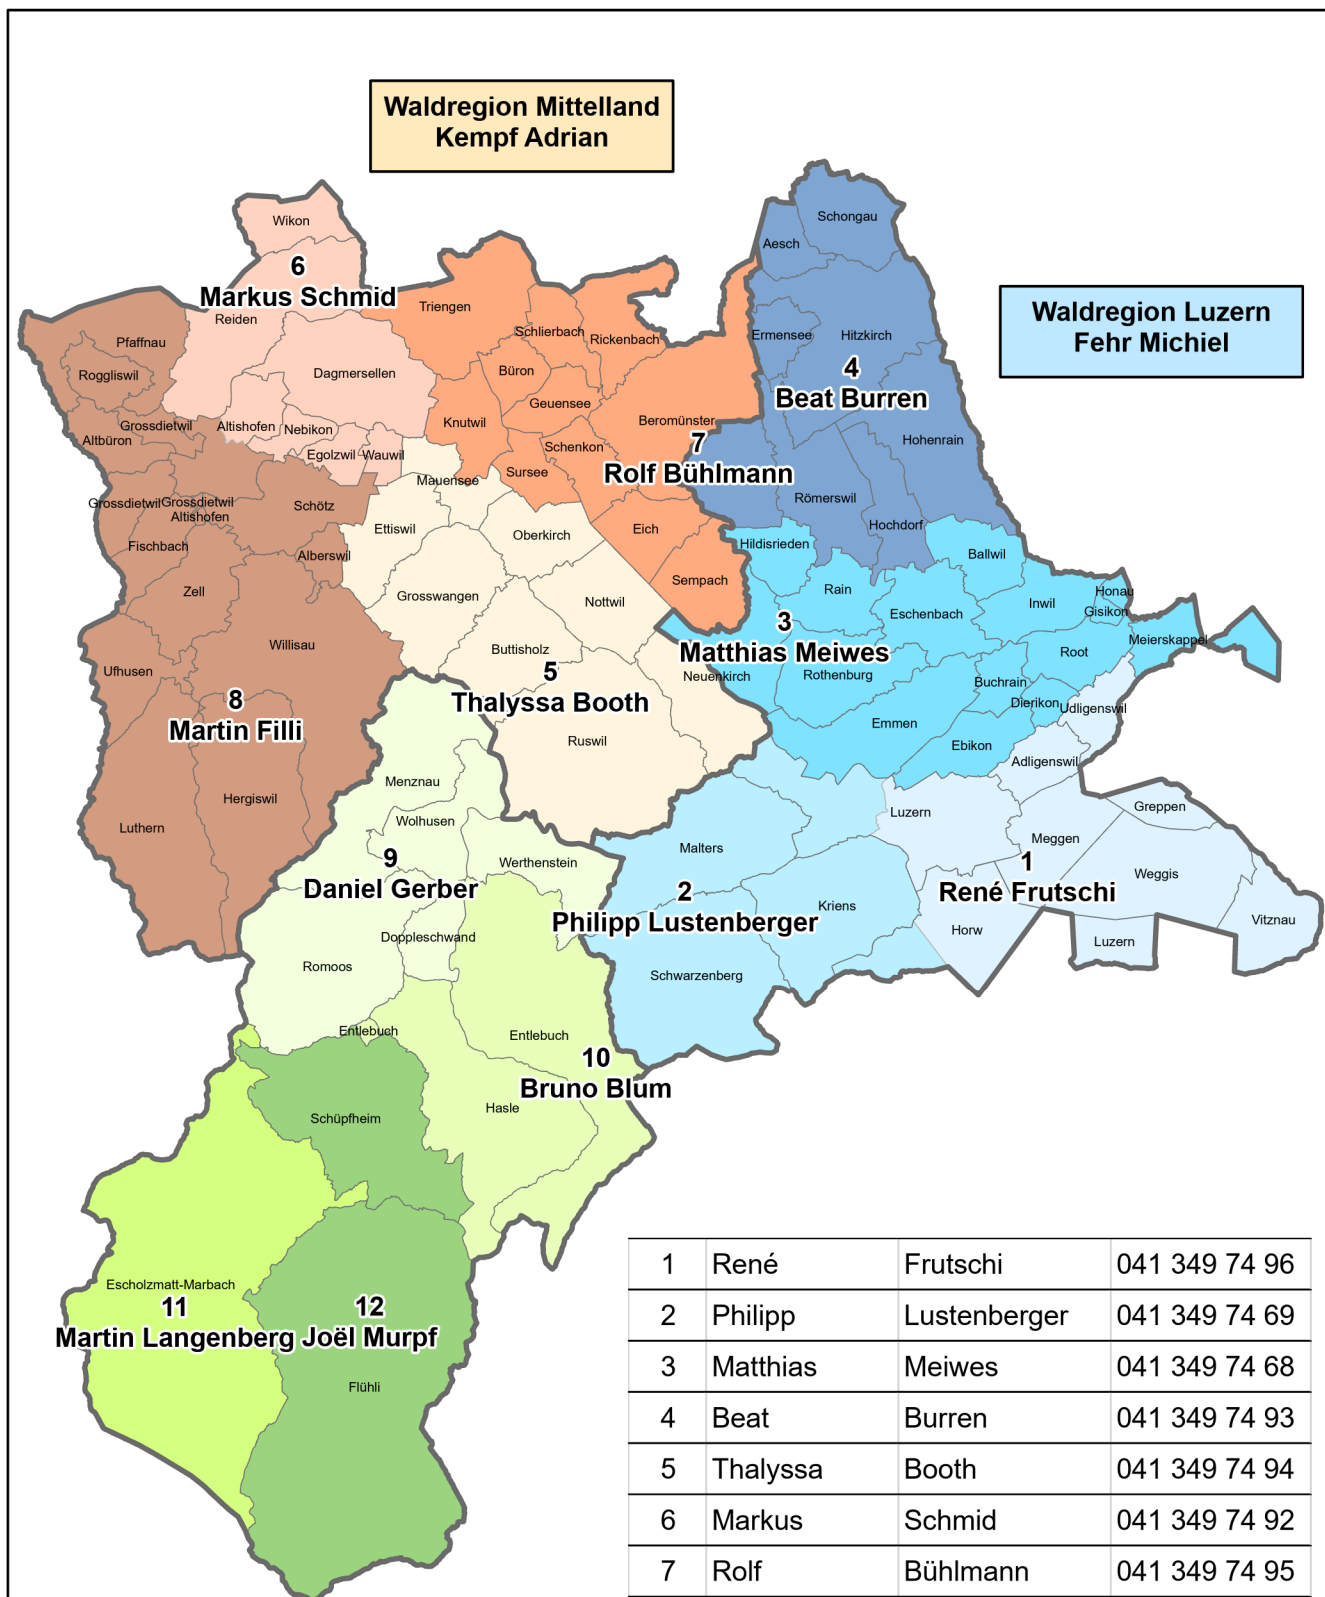 Waldregion Mittelland
Kempf Adrian
Waldregion Luzern
Fehr Michiel
Wikon
6
Markus Schmid
Reiden
Pfaffnau
Roggliswil
Dagmersellen
Altishofen
Nebikon
Egolzwil
Wauwil
Grossdietwil
Altbüron
Grossdietwil
Grossdietwil
Altishofen
Schötz
Fischbach
Alberswil
Zell
Willisau
Ufhusen
8
Martin Filli
Hergiswil
Luthern
Triengen
Schlierbach
Rickenbach
Büron
Geuensee
Knutwil
Schenkon
Sursee
Beromünster
7
Rolf Bühlmann
Eich
Sempach
Mauensee
Ettiswil
Oberkirch
Grosswangen
Nottwil
Buttisholz
5
Thalyssa Booth
Ruswil
Schongau
Aesch
Ermensee
Hitzkirch
4
Beat Burren
Hohenrain
Römerswil
Hochdorf
Hildisrieden
Ballwil
Rain
Eschenbach
Inwil
Honau
Gisikon
Meierskappel
3
Matthias Meiwes
Neuenkirch
Rothenburg
Root
Buchrain
Dierikon
Udligenswil
Emmen
Ebikon
Adligenswil
Luzern
Greppen
Meggen
Weggis
1
René Frutschi
Horw
Luzern
Vitznau
Malters
2
Philipp Lustenberger
Kriens
Schwarzenberg
Menznau
Wolhusen
Werthenstein
9
Daniel Gerber
Doppleschwand
Romoos
Entlebuch
Entlebuch
10
Bruno Blum
Hasle
Schüpfheim
Escholzmatt-Marbach
11
Martin Langenberg
12
Joël Murpf
Flühli
1 René Frutschi 041 349 74 96
2 Philipp Lustenberger 041 349 74 69
3 Matthias Meiwes 041 349 74 68
4 Beat Burren 041 349 74 93
5 Thalyssa Booth 041 349 74 94
6 Markus Schmid 041 349 74 92
7 Rolf Bühlmann 041 349 74 95